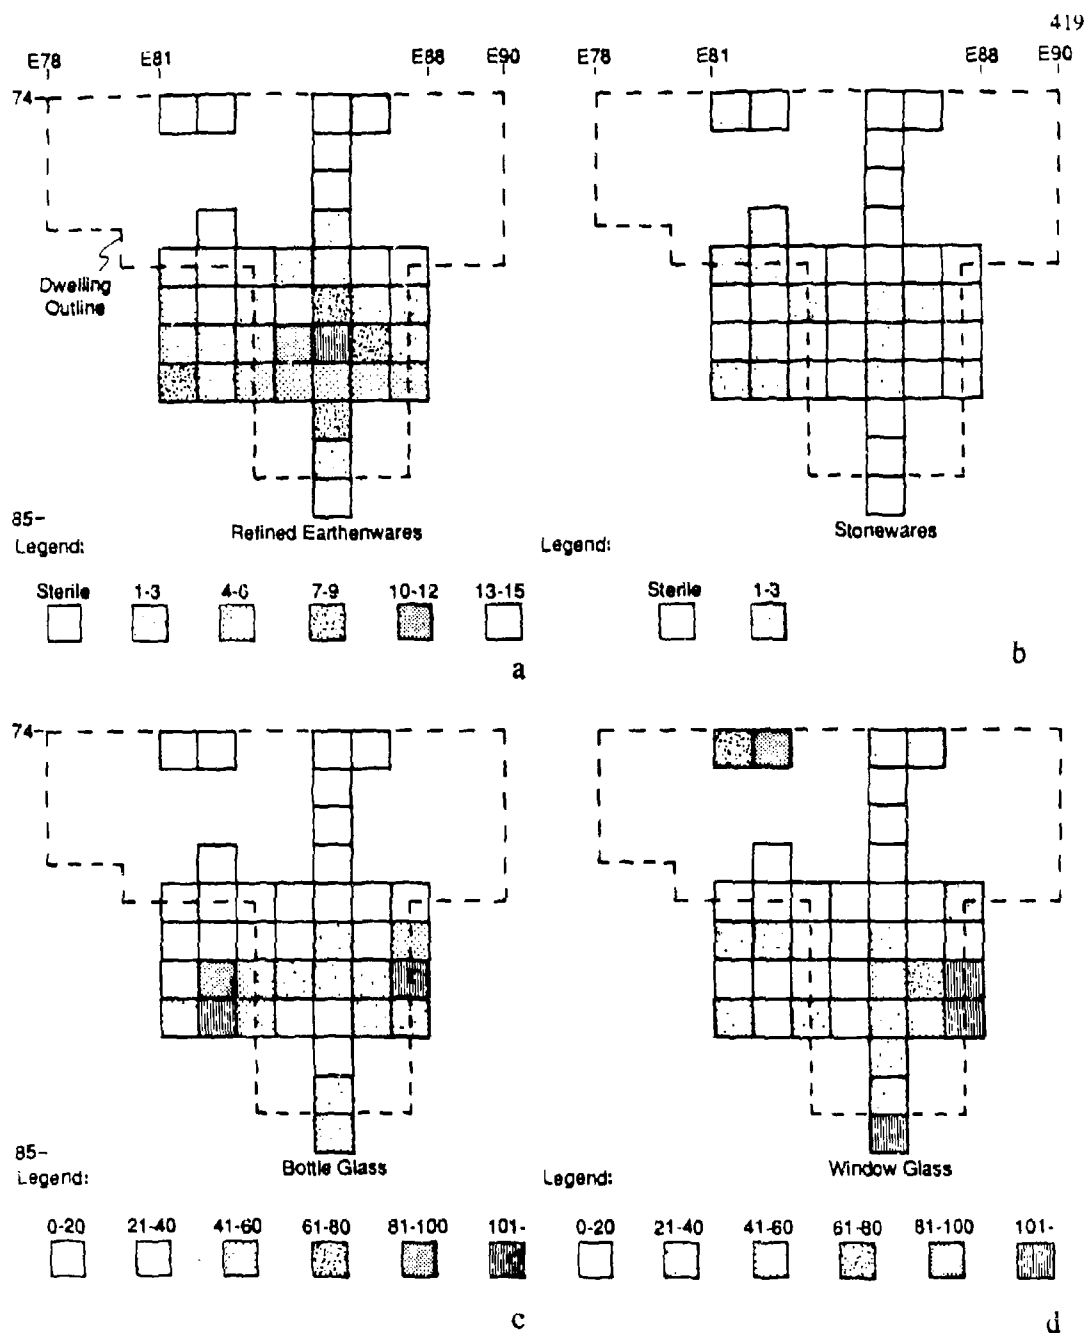 419
E78 E81 E88 E90 E78 E81 E88 E90
74-
Dwelling
Outline
85-
Refined Earthenwares Stonewares
Legend: Legend:
Sterile 1-3 4-6 7-9 10-12 13-15 Sterile 1-3
a b
74-
85-
Bottle Glass Window Glass
Legend: Legend:
0-20 21-40 41-60 61-80 81-100 101- 0-20 21-40 41-60 61-80 81-100 101-
c d